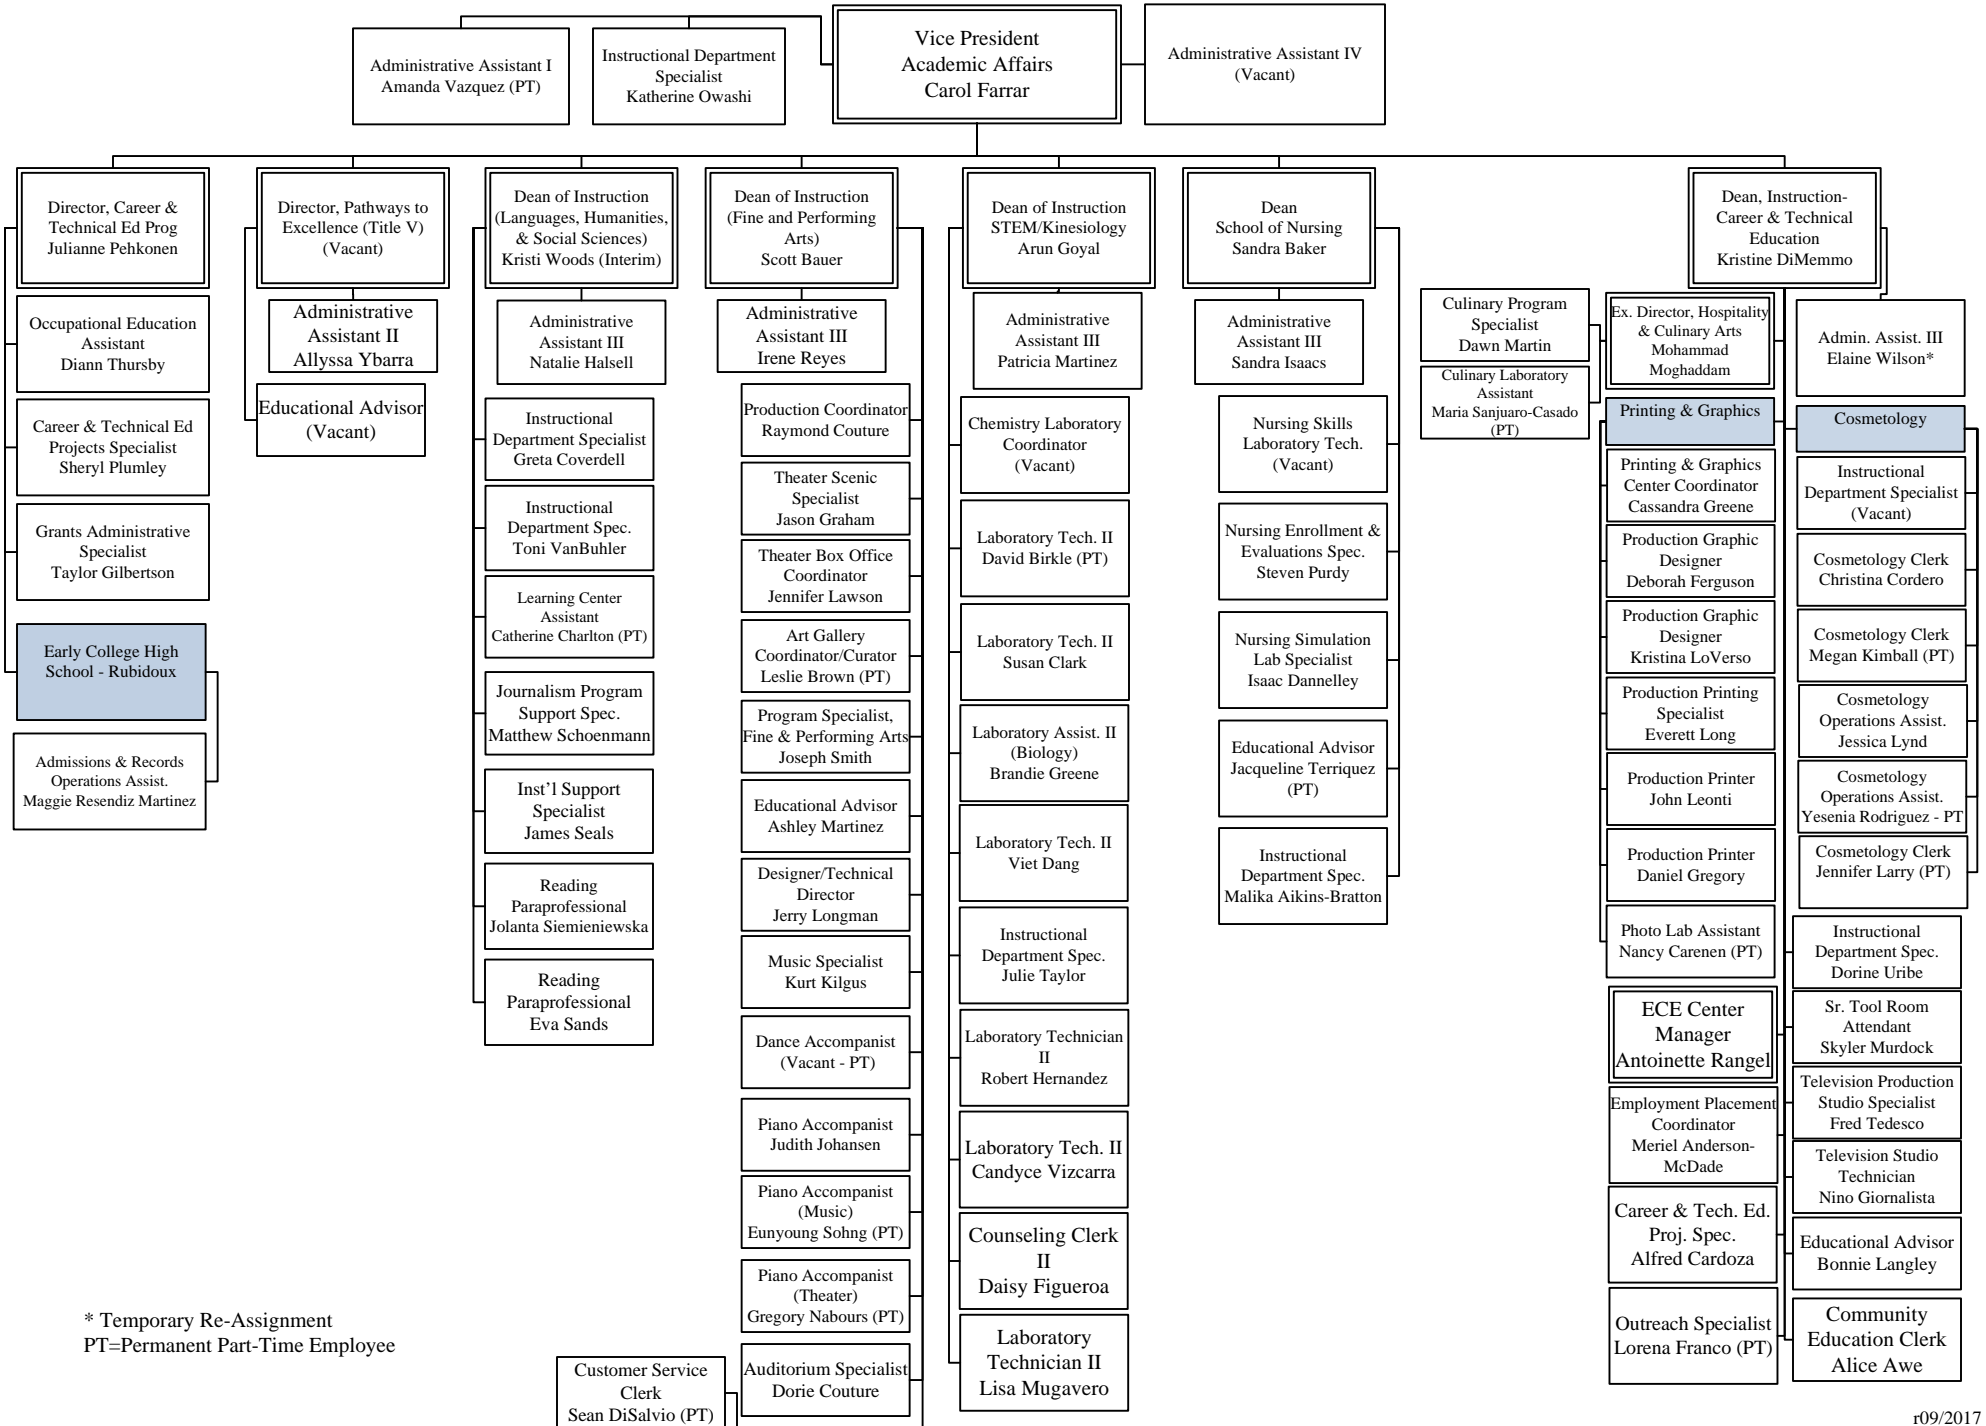 Vice President
Academic Affairs
Carol Farrar
Administrative Assistant I
Amanda Vazquez (PT)
Instructional Department
Specialist
Katherine Owashi
Administrative Assistant IV
(Vacant)
Director, Career &
Technical Ed Prog
Julianne Pehkonen
Occupational Education
Assistant
Diann Thursby
Career & Technical Ed
Projects Specialist
Sheryl Plumley
Grants Administrative
Specialist
Taylor Gilbertson
Early College High
School - Rubidoux
Admissions & Records
Operations Assist.
Maggie Resendiz Martinez
Director, Pathways to
Excellence (Title V)
(Vacant)
Administrative
Assistant II
Allyssa Ybarra
Educational Advisor
(Vacant)
Dean of Instruction
(Languages, Humanities,
& Social Sciences)
Kristi Woods (Interim)
Administrative
Assistant III
Natalie Halsell
Instructional
Department Specialist
Greta Coverdell
Instructional
Department Spec.
Toni VanBuhler
Learning Center
Assistant
Catherine Charlton (PT)
Journalism Program
Support Spec.
Matthew Schoenmann
Inst'l Support
Specialist
James Seals
Reading
Paraprofessional
Jolanta Siemieniewska
Reading
Paraprofessional
Eva Sands
Dean of Instruction
(Fine and Performing
Arts)
Scott Bauer
Administrative
Assistant III
Irene Reyes
Production Coordinator
Raymond Couture
Theater Scenic
Specialist
Jason Graham
Theater Box Office
Coordinator
Jennifer Lawson
Art Gallery
Coordinator/Curator
Leslie Brown (PT)
Program Specialist,
Fine & Performing Arts
Joseph Smith
Educational Advisor
Ashley Martinez
Designer/Technical
Director
Jerry Longman
Music Specialist
Kurt Kilgus
Dance Accompanist
(Vacant - PT)
Piano Accompanist
Judith Johansen
Piano Accompanist
(Music)
Eunyoung Sohng (PT)
Piano Accompanist
(Theater)
Gregory Nabours (PT)
Auditorium Specialist
Dorie Couture
Customer Service
Clerk
Sean DiSalvio (PT)
Dean of Instruction
STEM/Kinesiology
Arun Goyal
Administrative
Assistant III
Patricia Martinez
Chemistry Laboratory
Coordinator
(Vacant)
Laboratory Tech. II
David Birkle (PT)
Laboratory Tech. II
Susan Clark
Laboratory Assist. II
(Biology)
Brandie Greene
Laboratory Tech. II
Viet Dang
Instructional
Department Spec.
Julie Taylor
Laboratory Technician
II
Robert Hernandez
Laboratory Tech. II
Candyce Vizcarra
Counseling Clerk
II
Daisy Figueroa
Laboratory
Technician II
Lisa Mugavero
Dean
School of Nursing
Sandra Baker
Administrative
Assistant III
Sandra Isaacs
Nursing Skills
Laboratory Tech.
(Vacant)
Nursing Enrollment &
Evaluations Spec.
Steven Purdy
Nursing Simulation
Lab Specialist
Isaac Dannelley
Educational Advisor
Jacqueline Terriquez
(PT)
Instructional
Department Spec.
Malika Aikins-Bratton
Dean, Instruction-
Career & Technical
Education
Kristine DiMemmo
Culinary Program
Specialist
Dawn Martin
Culinary Laboratory
Assistant
Maria Sanjuaro-Casado
(PT)
Ex. Director, Hospitality
& Culinary Arts
Mohammad
Moghaddam
Admin. Assist. III
Elaine Wilson*
Printing & Graphics
Printing & Graphics
Center Coordinator
Cassandra Greene
Production Graphic
Designer
Deborah Ferguson
Production Graphic
Designer
Kristina LoVerso
Production Printing
Specialist
Everett Long
Production Printer
John Leonti
Production Printer
Daniel Gregory
Photo Lab Assistant
Nancy Carenen (PT)
ECE Center
Manager
Antoinette Rangel
Employment Placement
Coordinator
Meriel Anderson-
McDade
Career & Tech. Ed.
Proj. Spec.
Alfred Cardoza
Outreach Specialist
Lorena Franco (PT)
Cosmetology
Instructional
Department Specialist
(Vacant)
Cosmetology Clerk
Christina Cordero
Cosmetology Clerk
Megan Kimball (PT)
Cosmetology
Operations Assist.
Jessica Lynd
Cosmetology
Operations Assist.
Yesenia Rodriguez - PT
Cosmetology Clerk
Jennifer Larry (PT)
Instructional
Department Spec.
Dorine Uribe
Sr. Tool Room
Attendant
Skyler Murdock
Television Production
Studio Specialist
Fred Tedesco
Television Studio
Technician
Nino Giornalista
Educational Advisor
Bonnie Langley
Community
Education Clerk
Alice Awe
* Temporary Re-Assignment
PT=Permanent Part-Time Employee
r09/2017